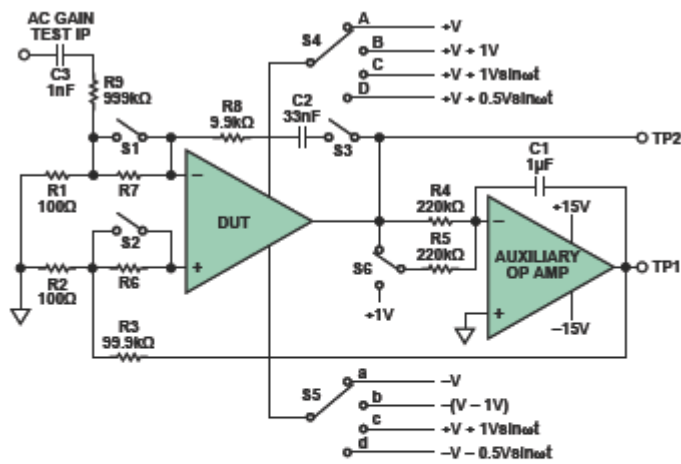 AC GAIN
TEST IP
C3
1nF
R9
999kΩ
S1
R8
9.9kΩ
C2
33nF
S3
S4
A
+V
B
+V + 1V
C
+V + 1Vsinωt
D
+V + 0.5Vsinωt
TP2
R1
100Ω
R7
S2
R2
100Ω
R6
−
DUT
+
R3
99.9kΩ
R4
220kΩ
R5
220kΩ
S6
+1V
C1
1µF
+15V
−
AUXILIARY
OP AMP
+
−15V
TP1
S5
a
−V
b
−(V − 1V)
c
+V + 1Vsinωt
d
−V − 0.5Vsinωt